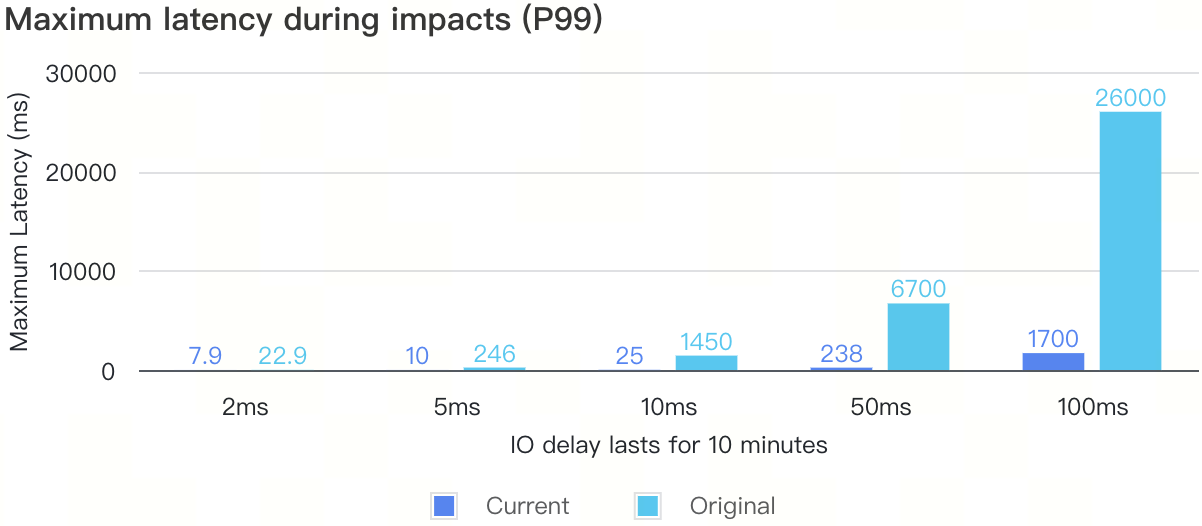 Maximum latency during impacts (P99)
Maximum Latency (ms)
30000
20000
10000
0
7.9
22.9
10
246
25
1450
238
6700
1700
26000
2ms
5ms
10ms
50ms
100ms
IO delay lasts for 10 minutes
Current
Original